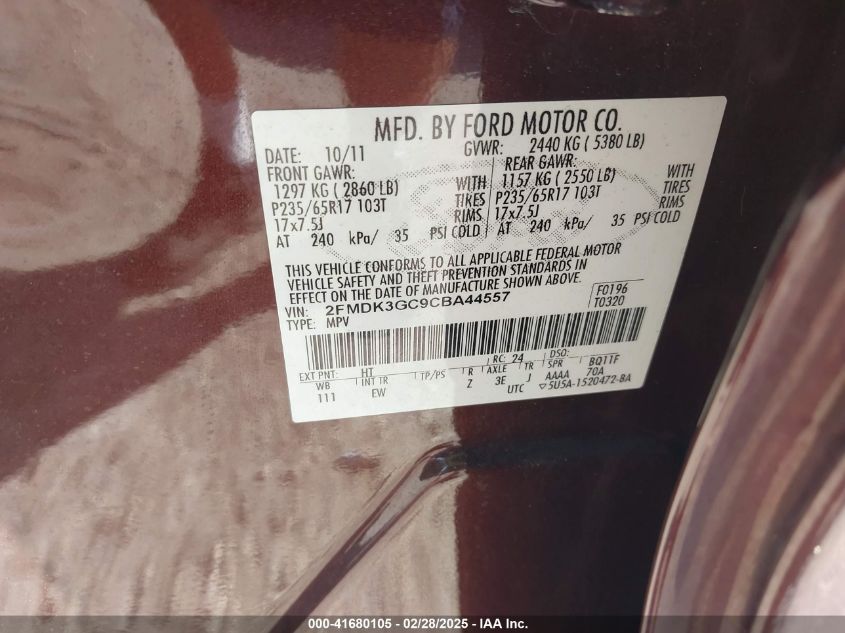 MFD. BY FORD MOTOR CO.
DATE: 10/11 GVWR: 2440 KG ( 5380 LB)
FRONT GAWR: REAR GAWR:
1297 KG ( 2860 LB) WITH 1157 KG ( 2550 LB) WITH
P235/65R17 103T TIRES P235/65R17 103T TIRES
17x7.5J RIMS 17x7.5J RIMS
AT 240 kPa/ 35 PSI COLD AT 240 kPa/ 35 PSI COLD
THIS VEHICLE CONFORMS TO ALL APPLICABLE FEDERAL MOTOR
VEHICLE SAFETY AND THEFT PREVENTION STANDARDS IN
EFFECT ON THE DATE OF MANUFACTURE SHOWN ABOVE.
VIN: 2FMDK3GC9CBA44557 F0196
TYPE: MPV T0320
RC: 24 DSO:
EXT PNT: HT BQ11F
WB INT TR TP/PS R AXLE TR SPR 70A
111 EW Z 3E J AAAA
UTC 5U5A-1520472-BA
000-41680105 - 02/28/2025 - IAA Inc.